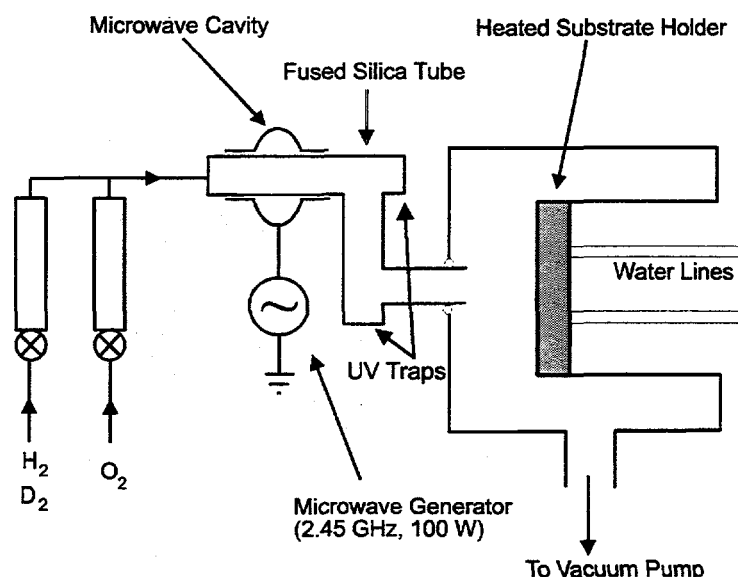 Microwave Cavity
Heated Substrate Holder
Fused Silica Tube
Water Lines
UV Traps
H₂
D₂
O₂
Microwave Generator
(2.45 GHz, 100 W)
To Vacuum Pump